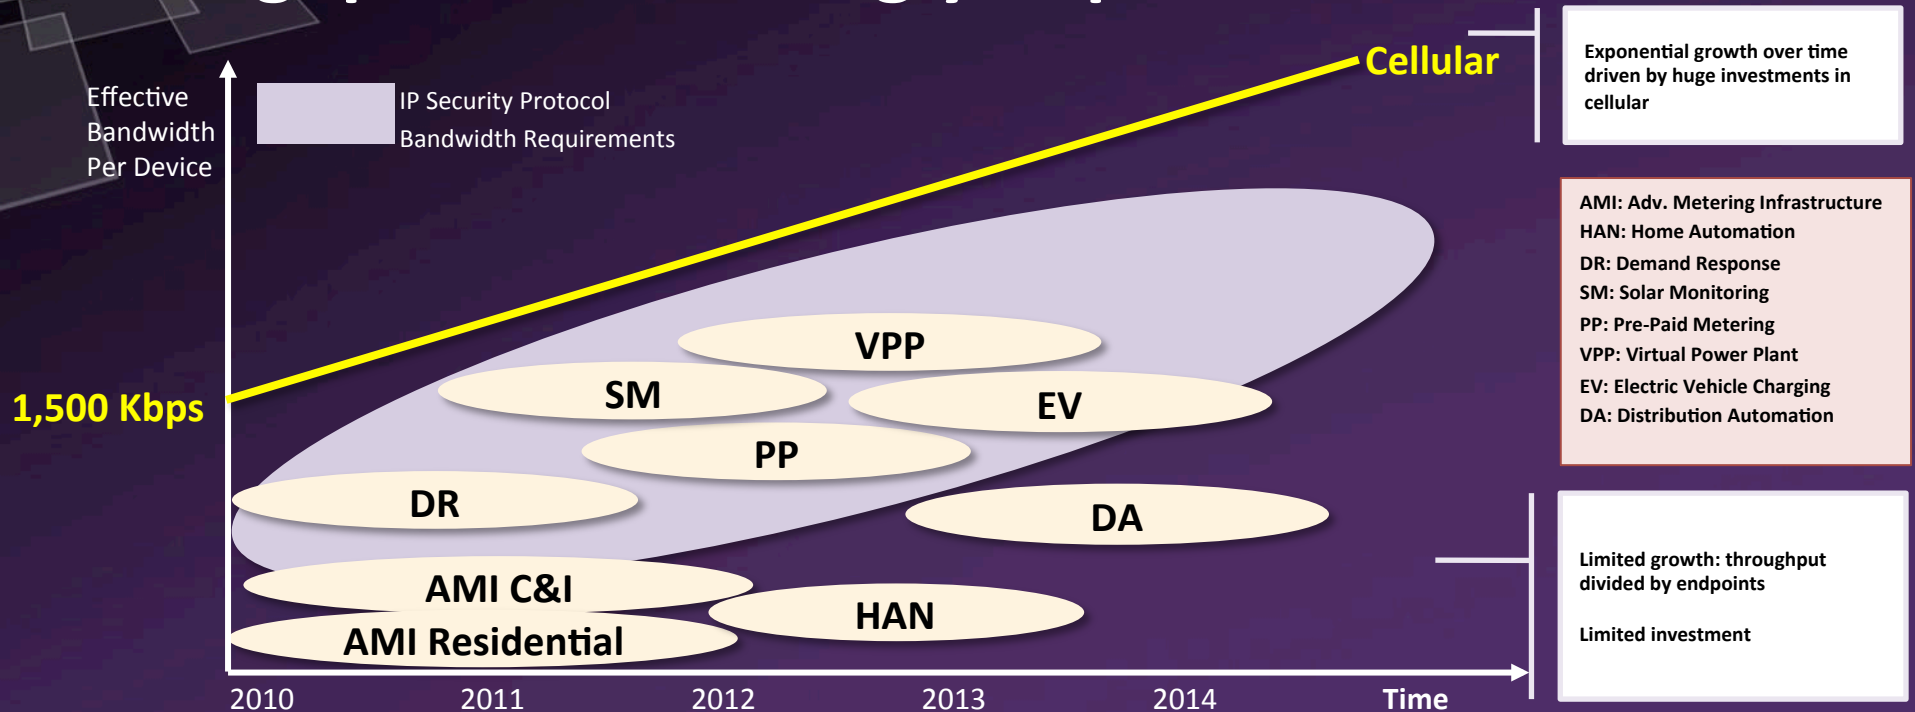 Effective
Bandwidth
Per Device
IP Security Protocol
Bandwidth Requirements
Cellular
1,500 Kbps
VPP
SM
EV
PP
DR
DA
AMI C&I
HAN
AMI Residential
2010 2011 2012 2013 2014 Time
Exponential growth over time
driven by huge investments in
cellular
AMI: Adv. Metering Infrastructure
HAN: Home Automation
DR: Demand Response
SM: Solar Monitoring
PP: Pre-Paid Metering
VPP: Virtual Power Plant
EV: Electric Vehicle Charging
DA: Distribution Automation
Limited growth: throughput
divided by endpoints
Limited investment